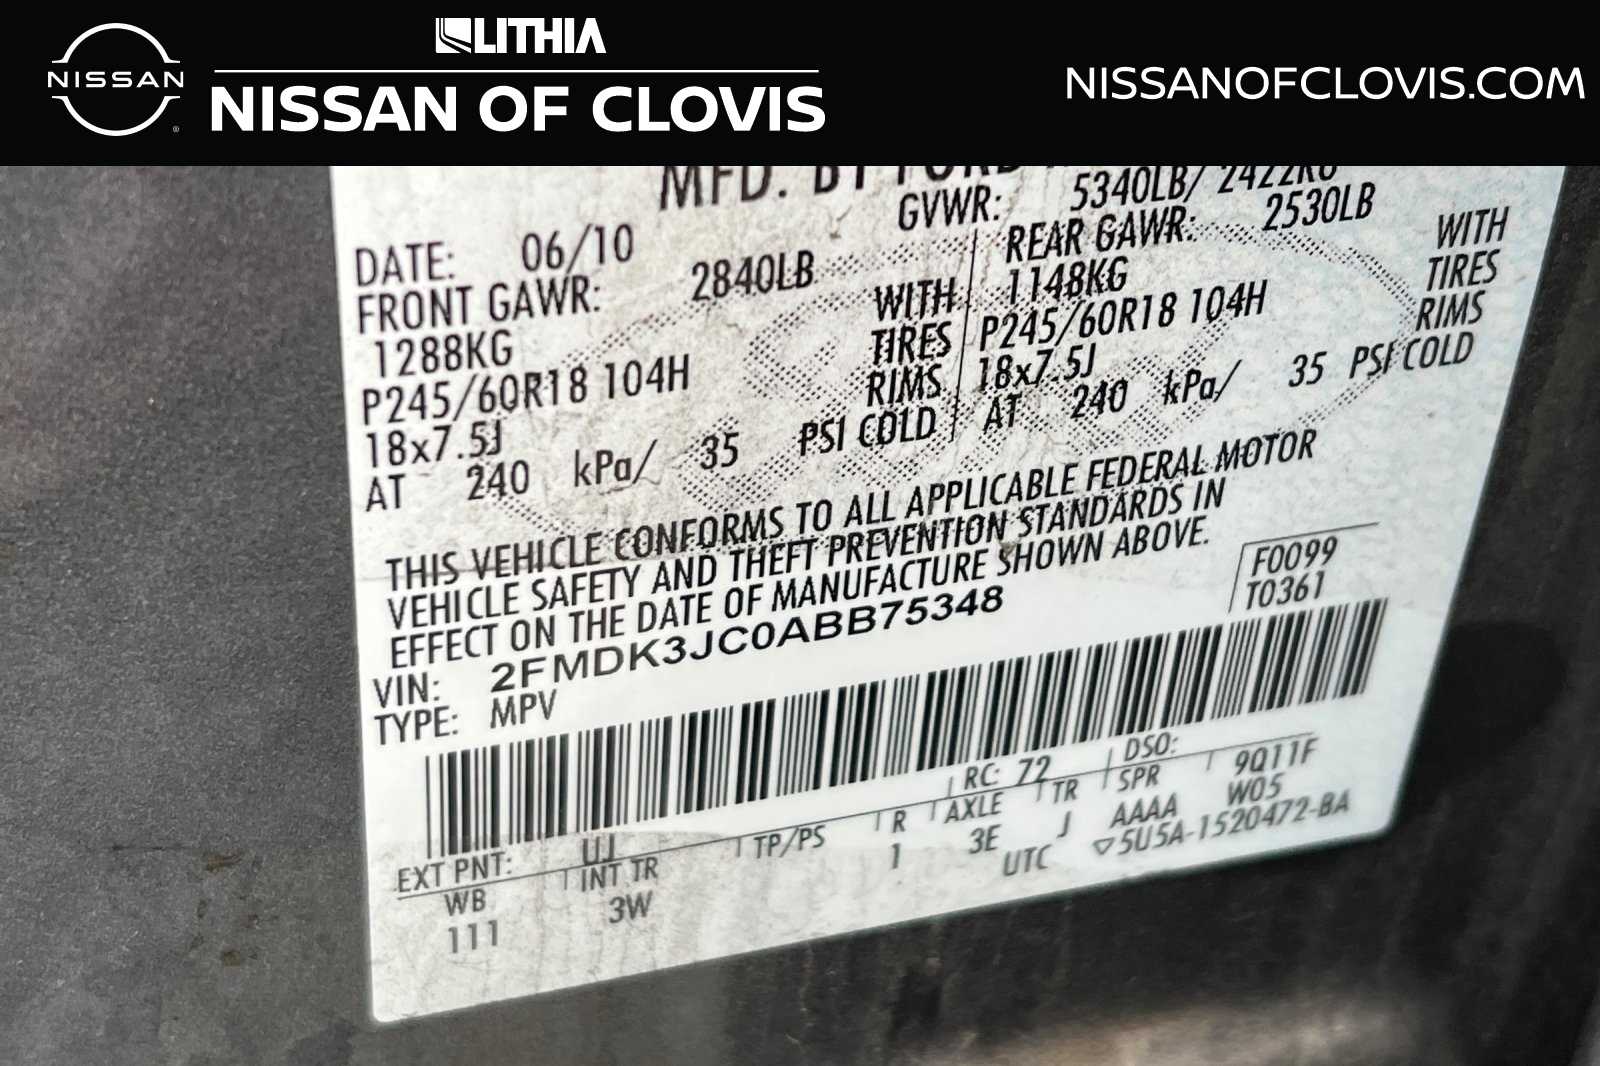 NISSAN
®
LITHIA
NISSAN OF CLOVIS
NISSANOFCLOVIS.COM
MFD. BY FORD
GVWR: 5340LB/ 2422KG
DATE: 06/10
FRONT GAWR: 2840LB
1288KG WITH
P245/60R18 104H TIRES
18x7.5J RIMS
AT 240 kPa/ 35 PSI COLD
REAR GAWR: 2530LB
1148KG WITH
P245/60R18 104H TIRES
18x7.5J RIMS
AT 240 kPa/ 35 PSI COLD
THIS VEHICLE CONFORMS TO ALL APPLICABLE FEDERAL MOTOR
VEHICLE SAFETY AND THEFT PREVENTION STANDARDS IN
EFFECT ON THE DATE OF MANUFACTURE SHOWN ABOVE.
F0099
T0361
VIN: 2FMDK3JC0ABB75348
TYPE: MPV
EXT PNT: UJ RC: 72 DSO:
WB INT TR TP/PS R AXLE TR SPR 9Q11F
111 3W 1 3E J AAAA W05
UTC ▽5U5A-1520472-BA